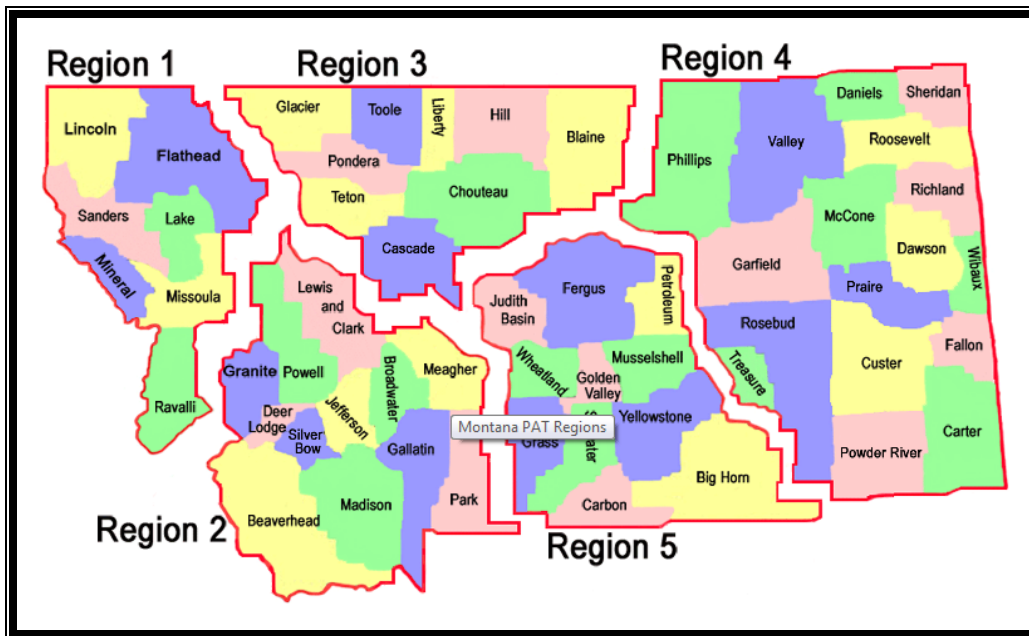 Region 1
Lincoln
Flathead
Sanders
Lake
Mineral
Missoula
Ravalli
Region 3
Glacier
Toole
Liberty
Hill
Blaine
Pondera
Teton
Chouteau
Cascade
Region 4
Phillips
Valley
Daniels
Sheridan
Roosevelt
Richland
McCone
Dawson
Wibaux
Garfield
Praire
Rosebud
Treasure
Custer
Fallon
Powder River
Carter
Region 2
Lewis
and
Clark
Granite
Powell
Broadwater
Meagher
Deer
Lodge
Jefferson
Silver
Bow
Gallatin
Beaverhead
Madison
Park
Region 5
Judith
Basin
Fergus
Petroleum
Wheatland
Golden
Valley
Musselshell
Yellowstone
Grass
Carbon
Big Horn
Montana PAT Regions